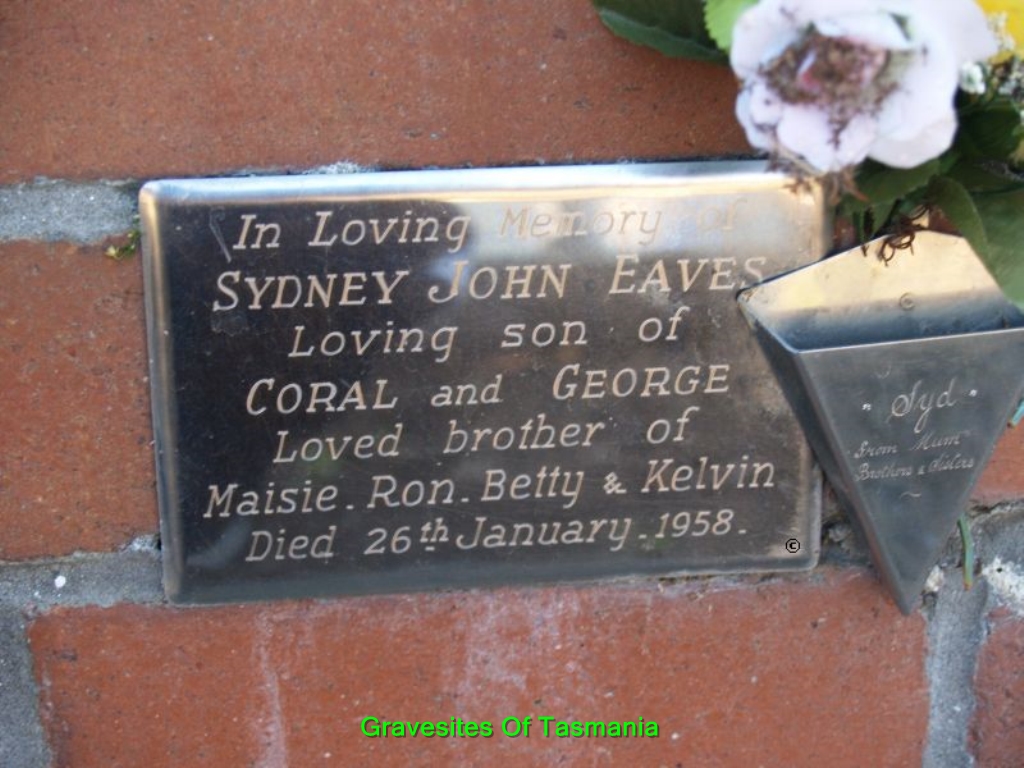 In Loving Memory of
SYDNEY JOHN EAVES
Loving son of
CORAL and GEORGE
Loved brother of
Maisie. Ron. Betty & Kelvin
Died 26th January. 1958.
©
©
Syd
from Mum
Brothers & Sisters
Gravesites Of Tasmania